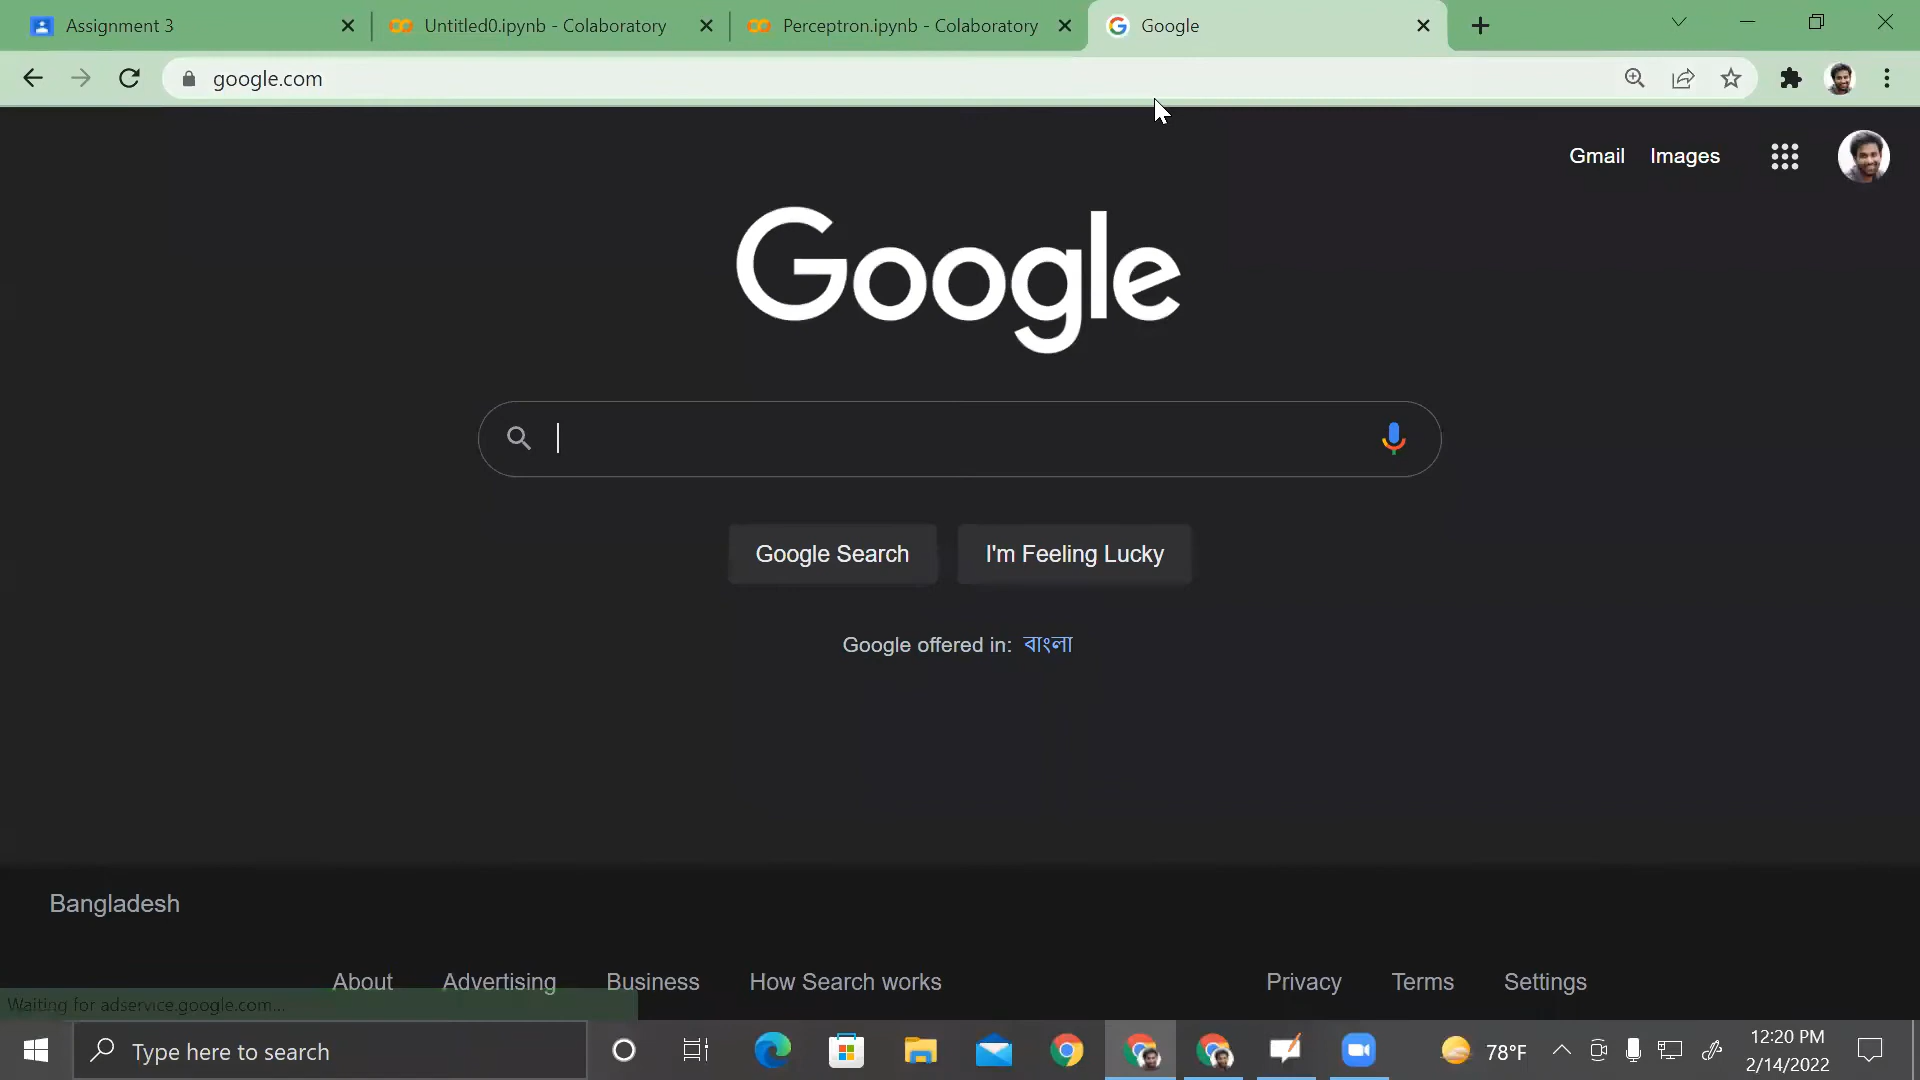 Assignment 3
Untitled0.ipynb - Colaboratory
Perceptron.ipynb - Colaboratory
Google
google.com
Gmail Images
Google
Google Search I'm Feeling Lucky
Google offered in: বাংলা
Bangladesh
About Advertising Business How Search works Privacy Terms Settings
Waiting for adservice.google.com...
Type here to search
78°F
12:20 PM
2/14/2022